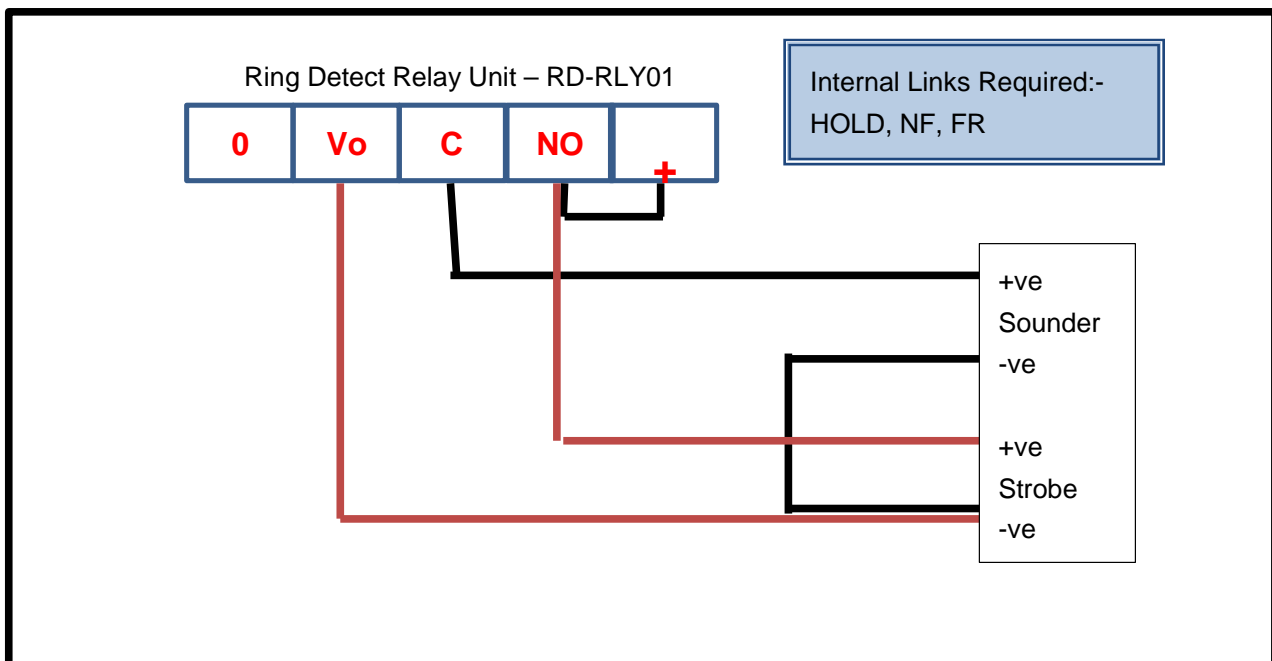 Ring Detect Relay Unit – RD-RLY01
Internal Links Required:-
HOLD, NF, FR
0 Vo C NO +
+ve
Sounder
-ve
+ve
Strobe
-ve